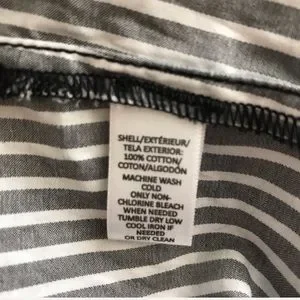 SHELL/EXTÉRIEUR/
TELA EXTERIOR:
100% COTTON/
COTON/ALGODÓN
MACHINE WASH
COLD
ONLY NON-
CHLORINE BLEACH
WHEN NEEDED
TUMBLE DRY LOW
COOL IRON IF
NEEDED
OR DRY CLEAN